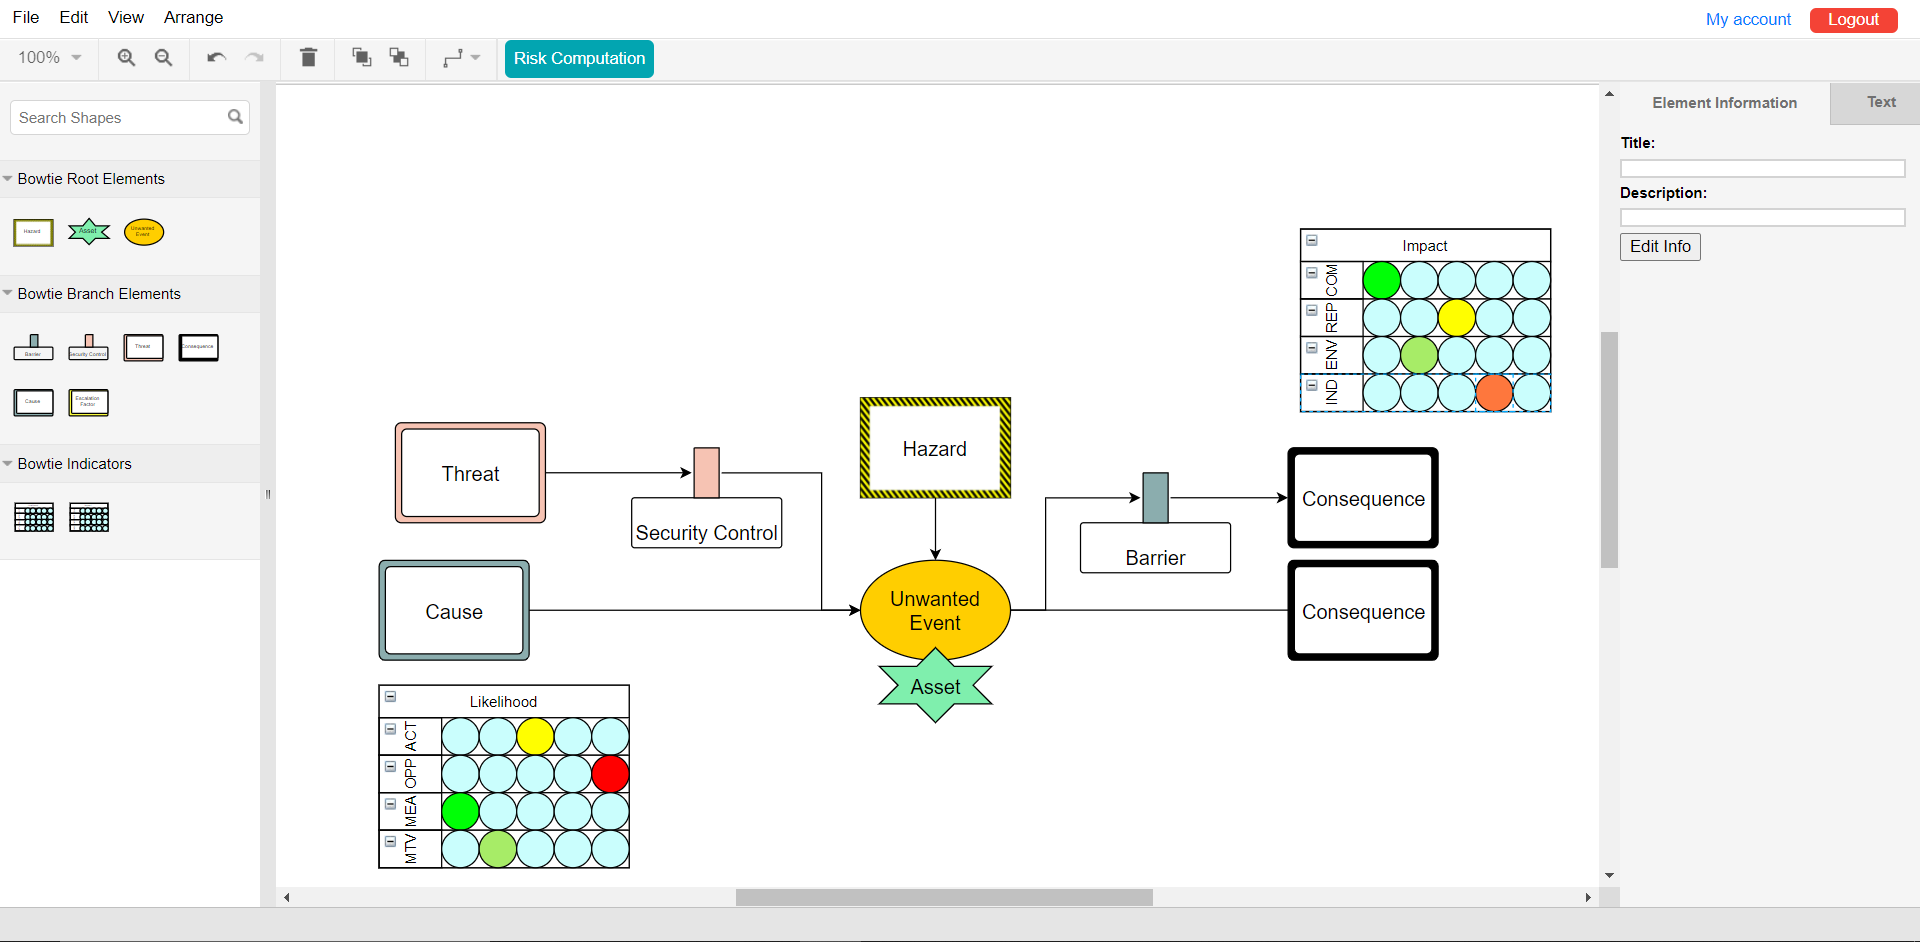 File Edit View Arrange
My account Logout
100% Risk Computation
Search Shapes
Bowtie Root Elements
Hazard
Asset
Unwanted
Event
Bowtie Branch Elements
Barrier
Security Control
Threat
Consequence
Cause
Escalation
Factor
Bowtie Indicators
Threat
Security Control
Cause
Hazard
Unwanted
Event
Asset
Barrier
Consequence
Consequence
Impact
COM
REP
ENV
IND
Likelihood
ACT
OPP
MEA
MTV
Element Information
Text
Title:
Description:
Edit Info